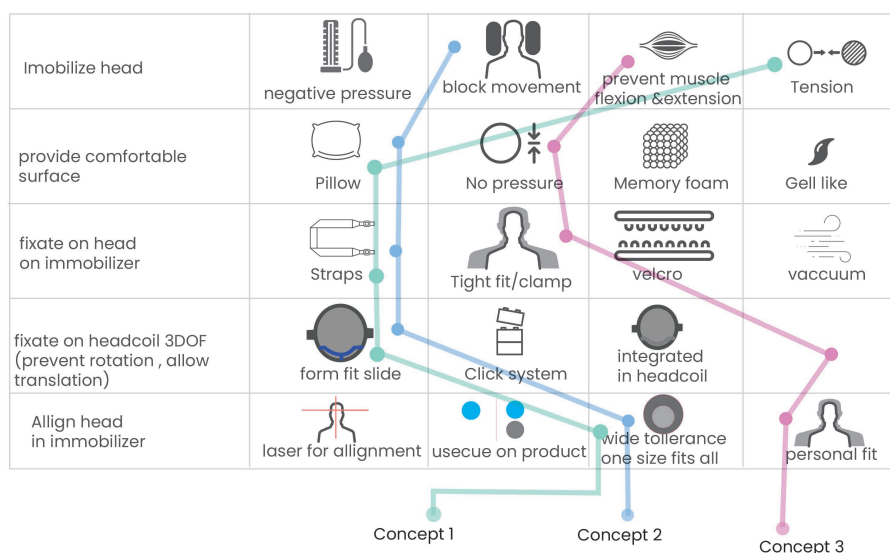 Imobilize head
negative pressure
block movement
prevent muscle
flexion &extension
Tension
provide comfortable
surface
Pillow
No pressure
Memory foam
Gell like
fixate on head
on immobilizer
Straps
Tight fit/clamp
velcro
vaccuum
fixate on headcoil 3DOF
(prevent rotation , allow
translation)
form fit slide
Click system
integrated
in headcoil
Allign head
in immobilizer
laser for allignment
usecue on product
wide tollerance
one size fits all
personal fit
Concept 1
Concept 2
Concept 3